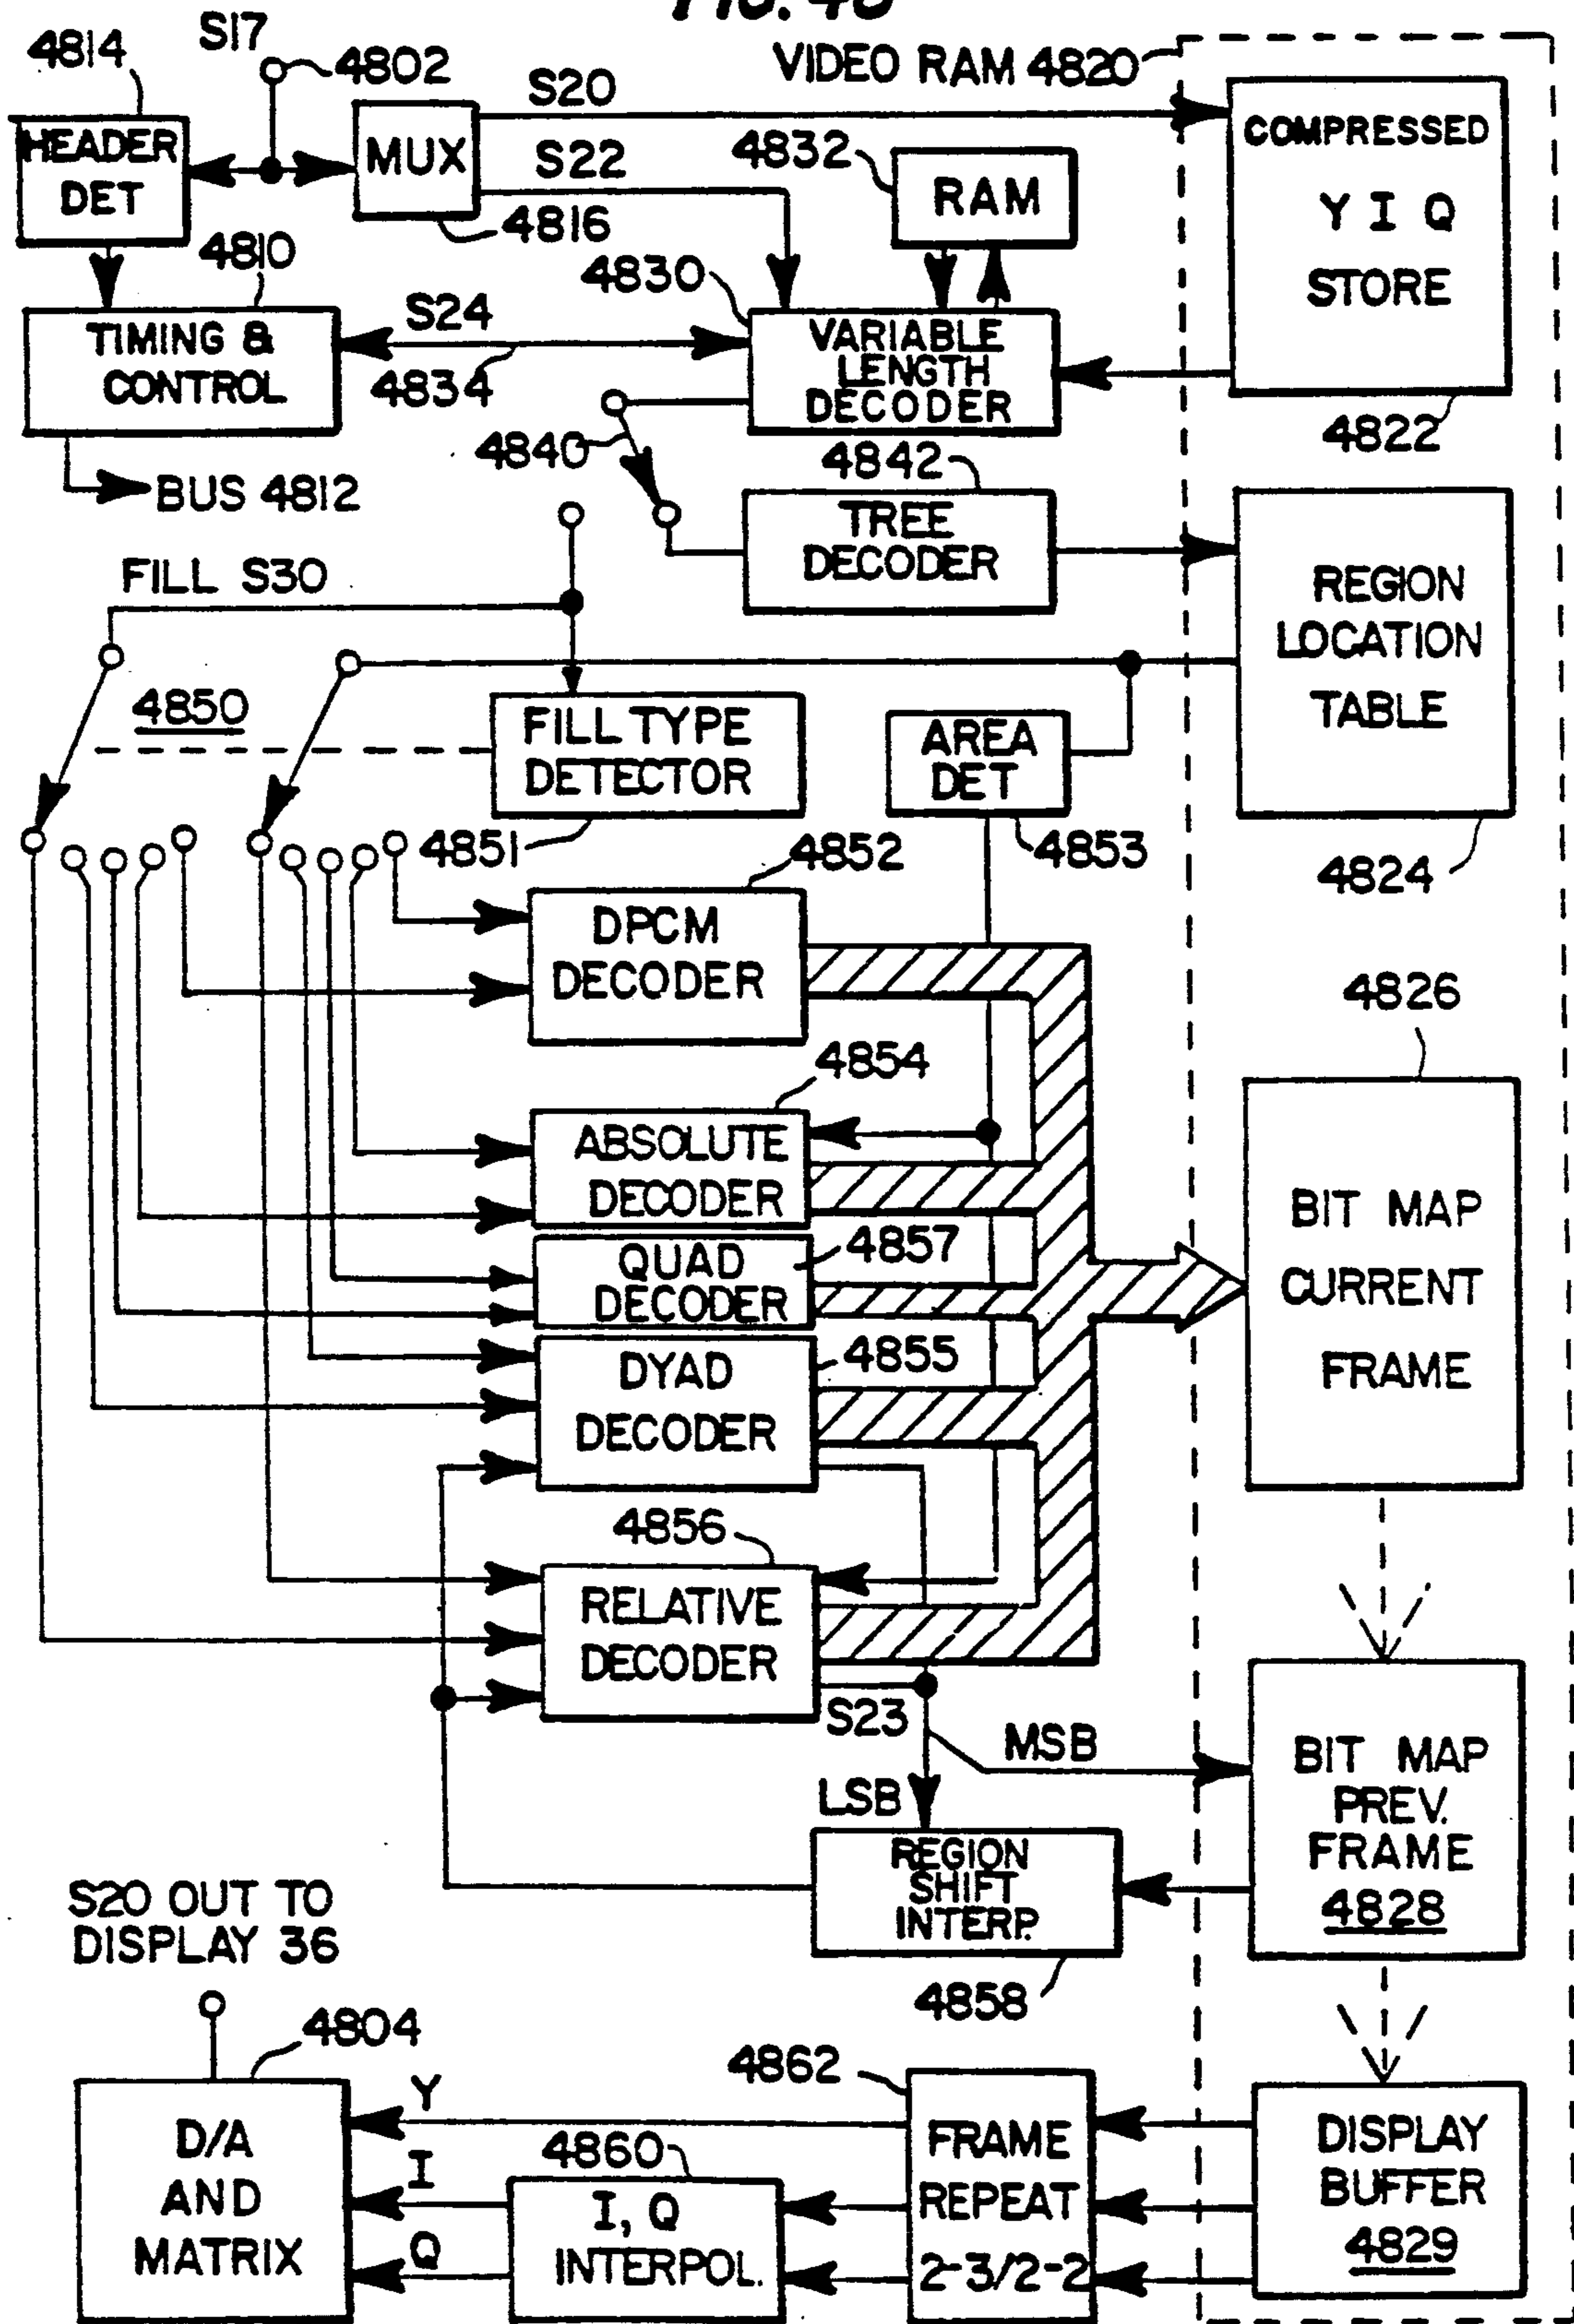 FIG. 48
S17
4814
4802
VIDEO RAM 4820
HEADER
DET
MUX
S20
S22
4816
4832
RAM
COMPRESSED
Y I Q
STORE
4822
4810
TIMING &
CONTROL
S24
4834
4830
VARIABLE
LENGTH
DECODER
BUS 4812
4840
4842
TREE
DECODER
REGION
LOCATION
TABLE
4824
FILL S30
4850
FILL TYPE
DETECTOR
4851
AREA
DET
4853
4852
DPCM
DECODER
4826
BIT MAP
CURRENT
FRAME
4854
ABSOLUTE
DECODER
4857
QUAD
DECODER
4855
DYAD
DECODER
4856
RELATIVE
DECODER
S23
MSB
LSB
BIT MAP
PREV.
FRAME
4828
REGION
SHIFT
INTERP.
4858
S20 OUT TO
DISPLAY 36
4804
D/A
AND
MATRIX
Y
I
Q
4860
I, Q
INTERPOL.
4862
FRAME
REPEAT
2-3/2-2
DISPLAY
BUFFER
4829